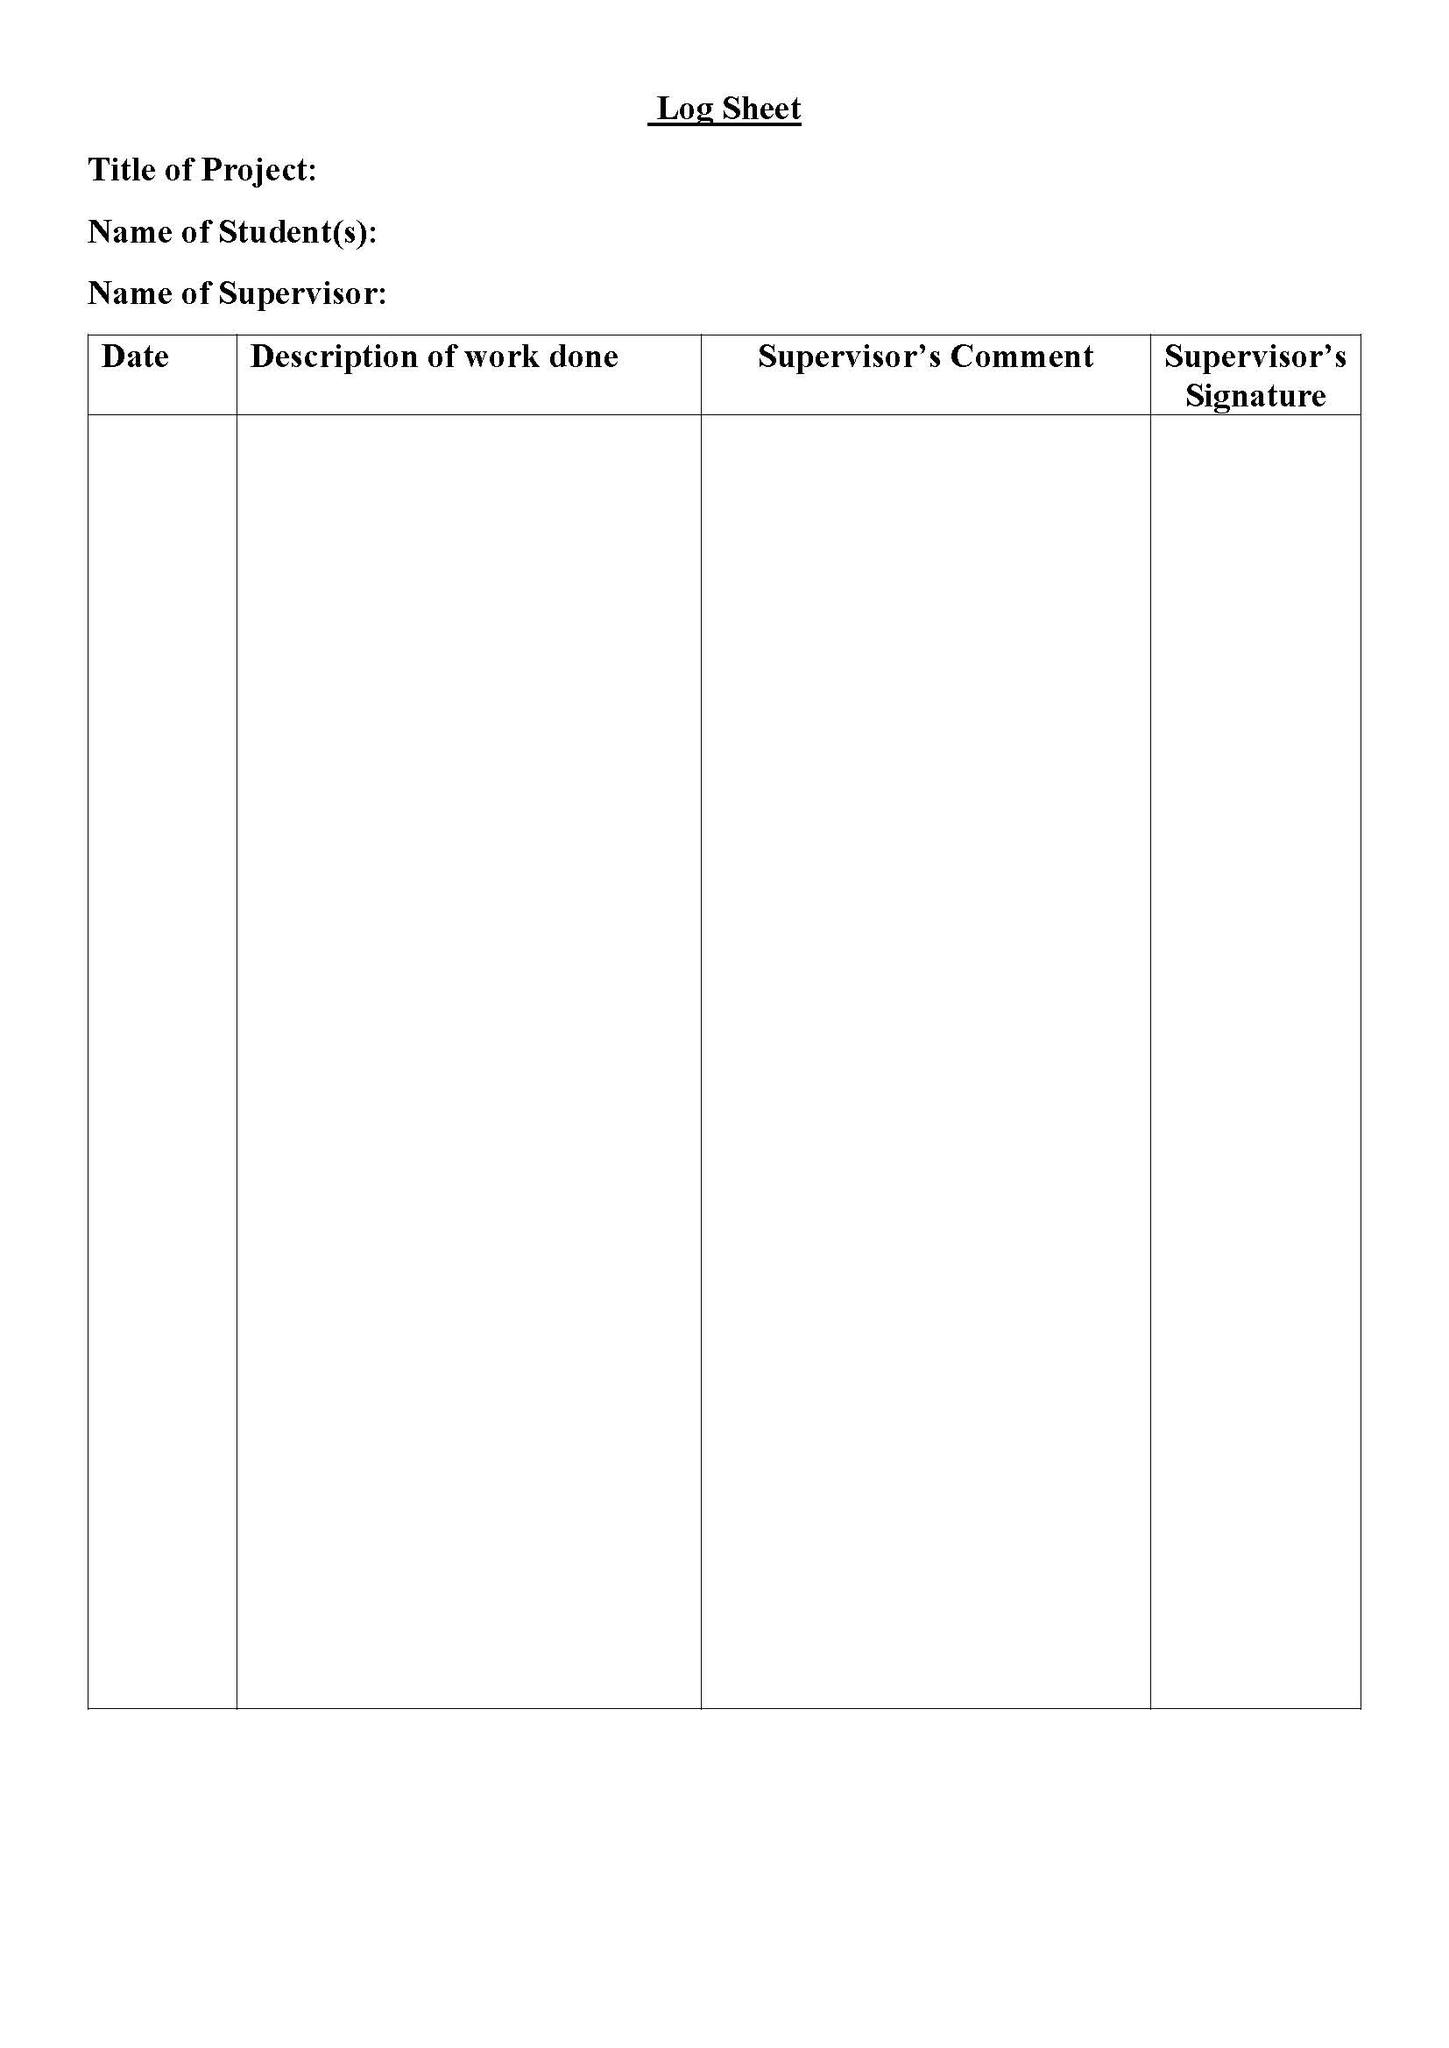 Log Sheet
Title of Project:
Name of Student(s):
Name of Supervisor:
Date
Description of work done
Supervisor’s Comment
Supervisor’s
Signature